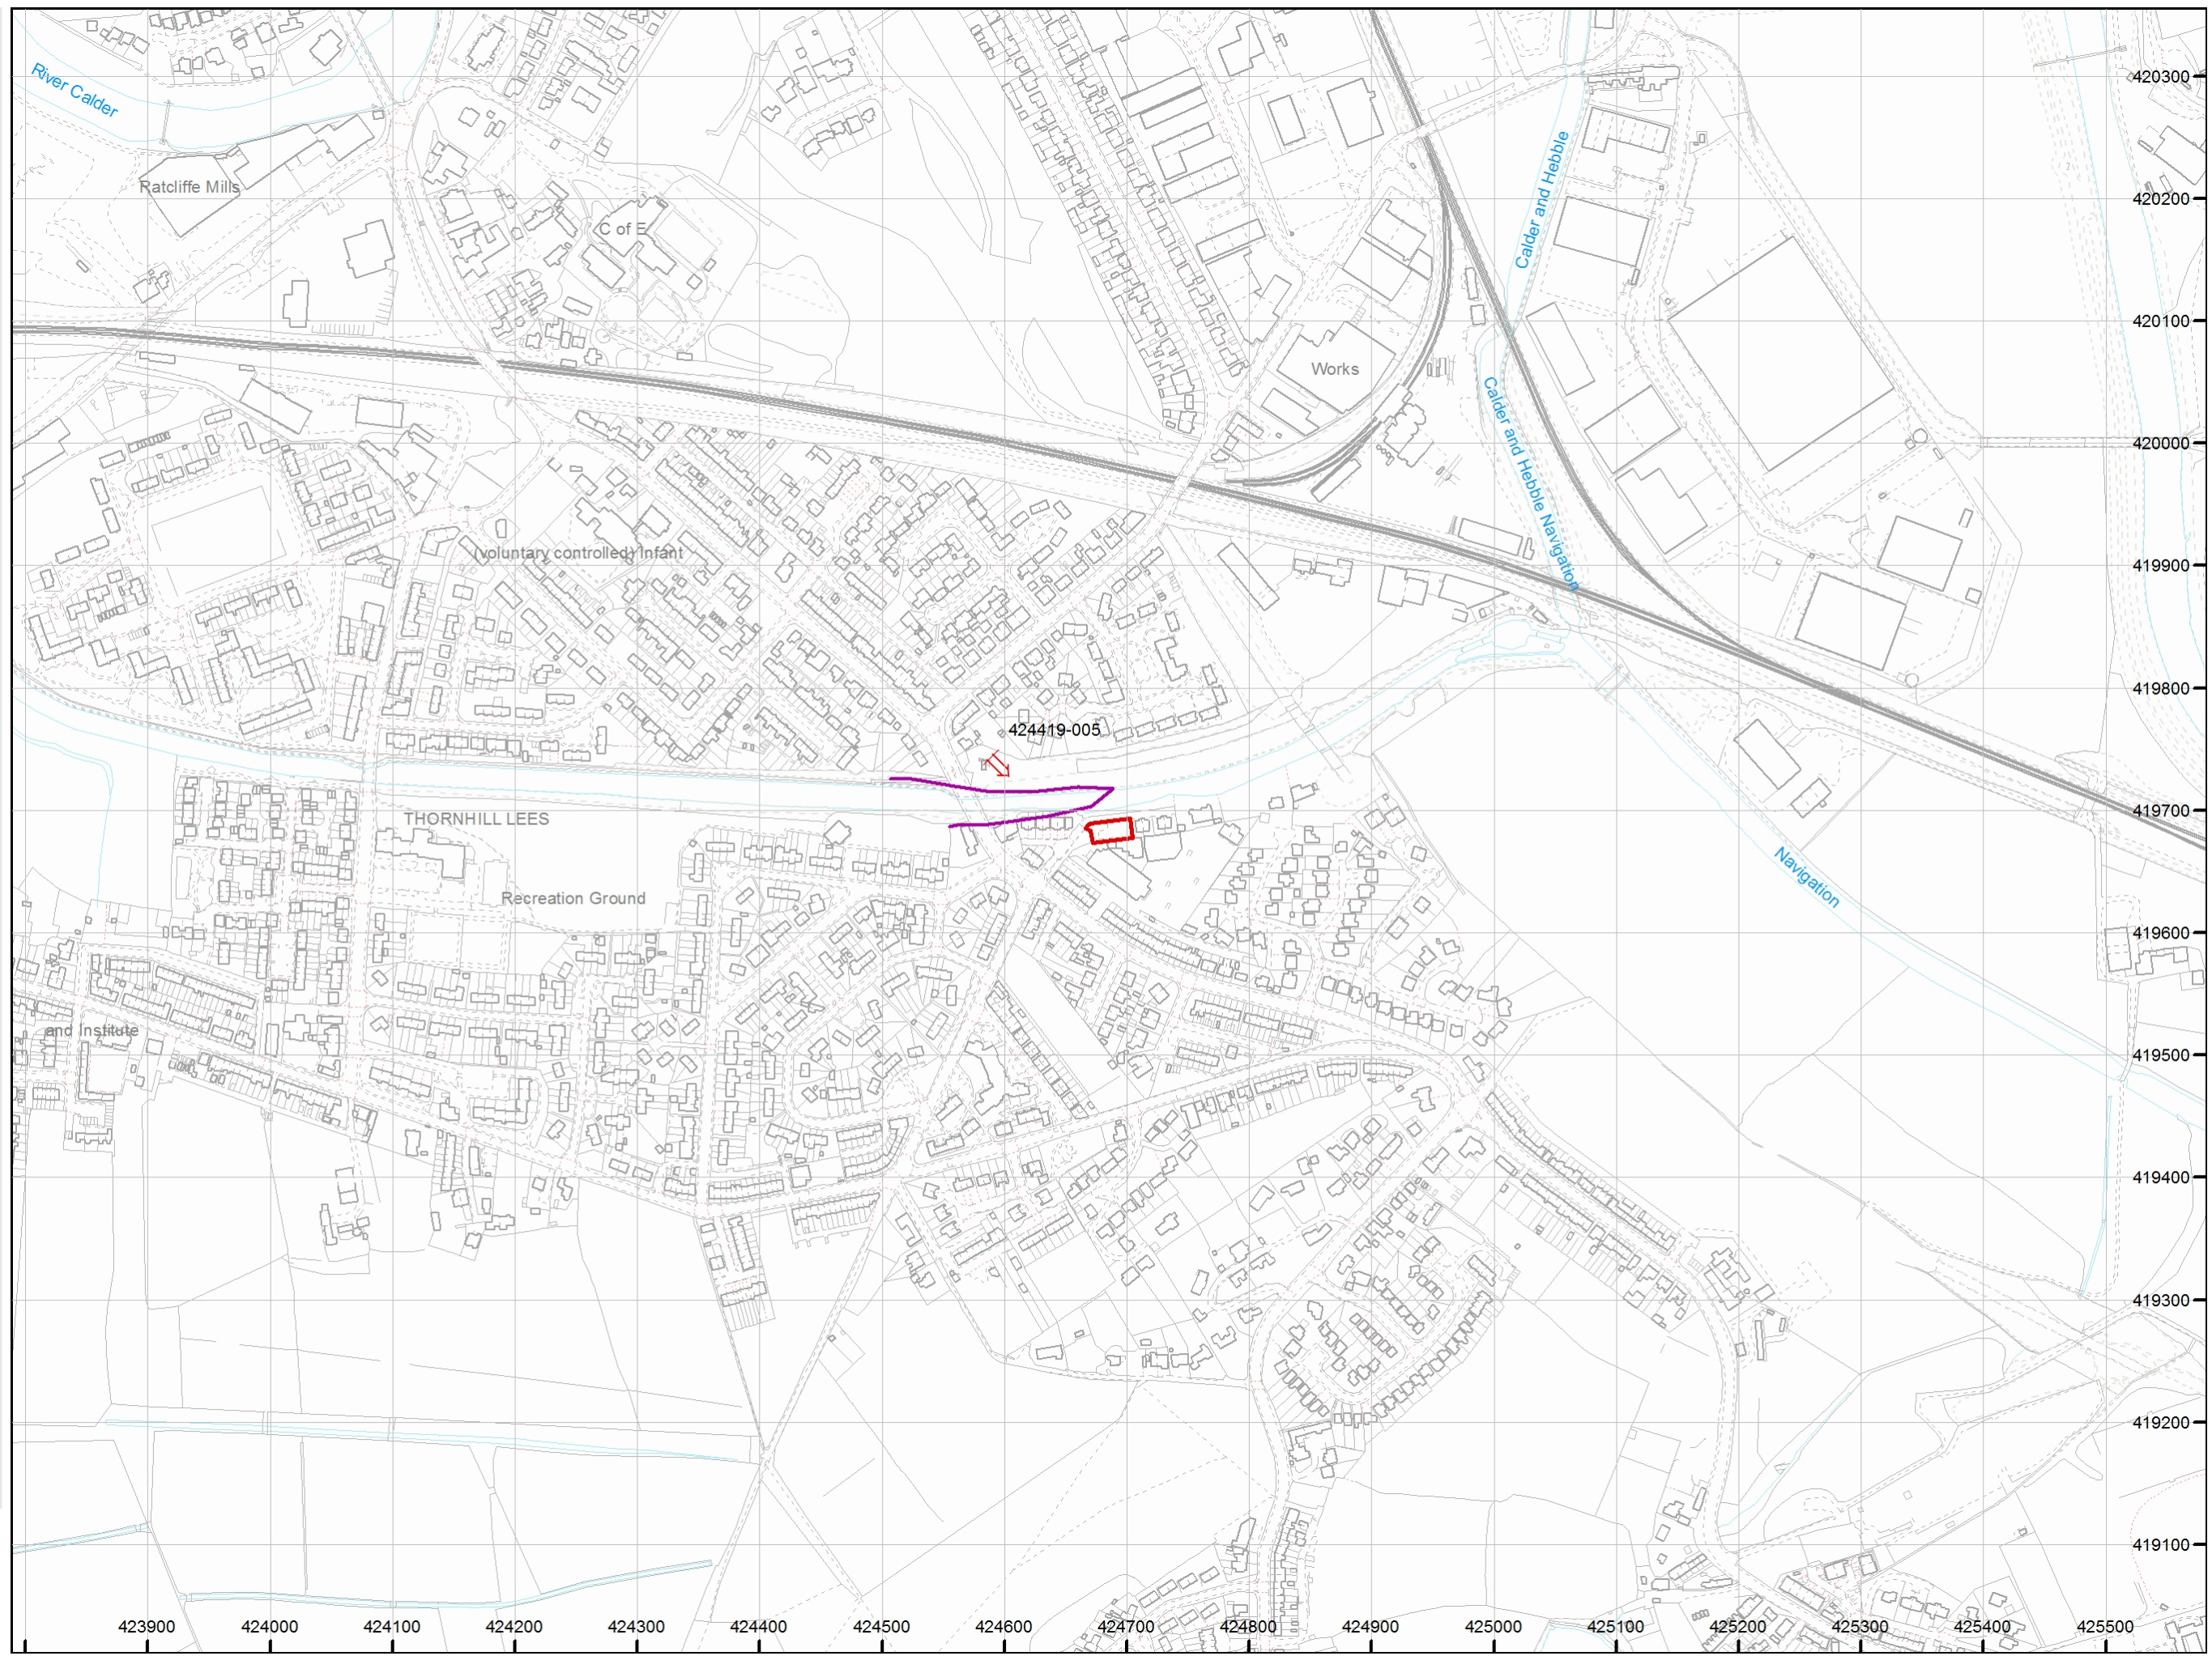 420300
River Calder
Calder and Hebble
Ratcliffe Mills
420200
C of E
420100
Works
Calder and Hebble Navigation
420000
(voluntary controlled) Infant
419900
419800
424419-005
419700
THORNHILL LEES
Navigation
Recreation Ground
419600
and Institute
419500
419400
419300
419200
419100
423900 424000 424100 424200 424300 424400 424500 424600 424700 424800 424900 425000 425100 425200 425300 425400 425500